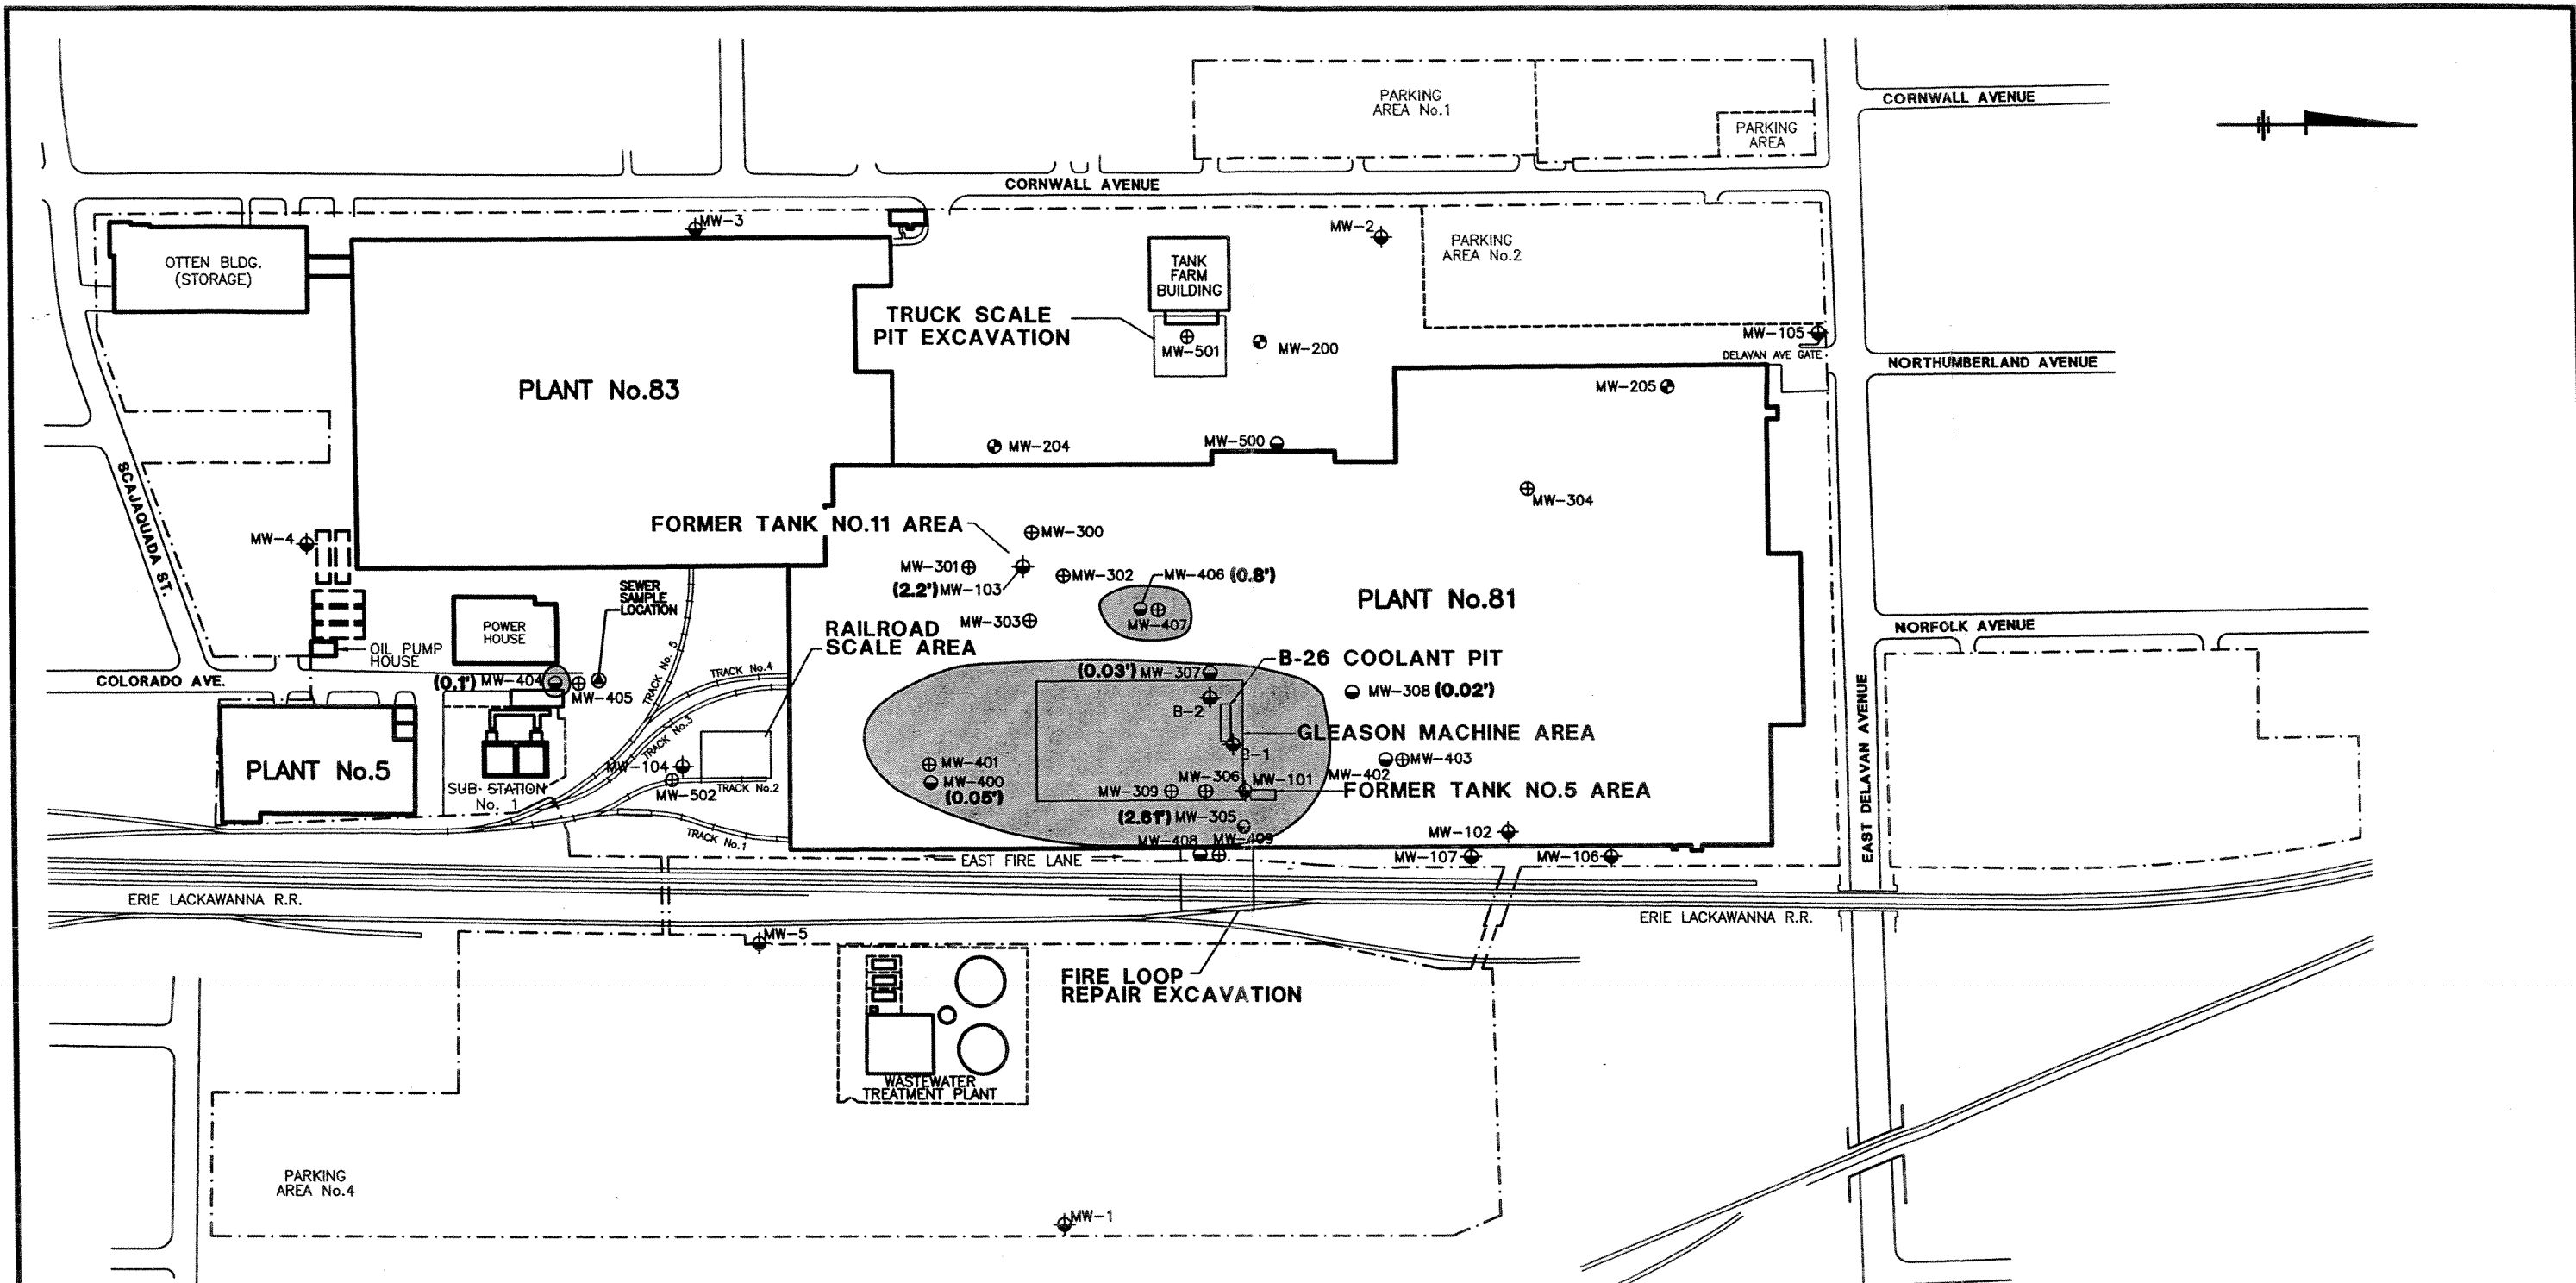 PARKING
AREA No.1
PARKING
AREA
CORNWALL AVENUE
CORNWALL AVENUE
MW-3
MW-2
PARKING
AREA No.2
OTTEN BLDG.
(STORAGE)
TANK
FARM
BUILDING
TRUCK SCALE
PIT EXCAVATION
MW-501
MW-200
MW-105
DELAVAN AVE GATE
NORTHUMBERLAND AVENUE
PLANT No.83
MW-205
MW-204
MW-500
MW-304
SCAJAQUADA ST.
FORMER TANK NO.11 AREA
MW-300
MW-4
MW-301
MW-302
MW-406 (0.8')
(2.2') MW-103
SEWER
SAMPLE
LOCATION
PLANT No.81
MW-303
MW-407
POWER
HOUSE
RAILROAD
SCALE AREA
NORFOLK AVENUE
OIL PUMP
HOUSE
TRACK No. 5
TRACK No.4
B-26 COOLANT PIT
COLORADO AVE.
(0.1') MW-404
MW-405
(0.03') MW-307
MW-308 (0.02')
B-2
TRACK No.3
GLEASON MACHINE AREA
B-1
EAST DELAVAN AVENUE
PLANT No.5
MW-104
MW-401
MW-400
(0.05')
MW-306
MW-101
MW-402
MW-403
SUB-STATION
No. 1
MW-502
TRACK No.2
MW-309
FORMER TANK NO.5 AREA
(2.61') MW-305
TRACK No.1
MW-408
MW-409
MW-102
EAST FIRE LANE
MW-107
MW-106
ERIE LACKAWANNA R.R.
ERIE LACKAWANNA R.R.
MW-5
FIRE LOOP
REPAIR EXCAVATION
WASTEWATER
TREATMENT PLANT
PARKING
AREA No.4
MW-1